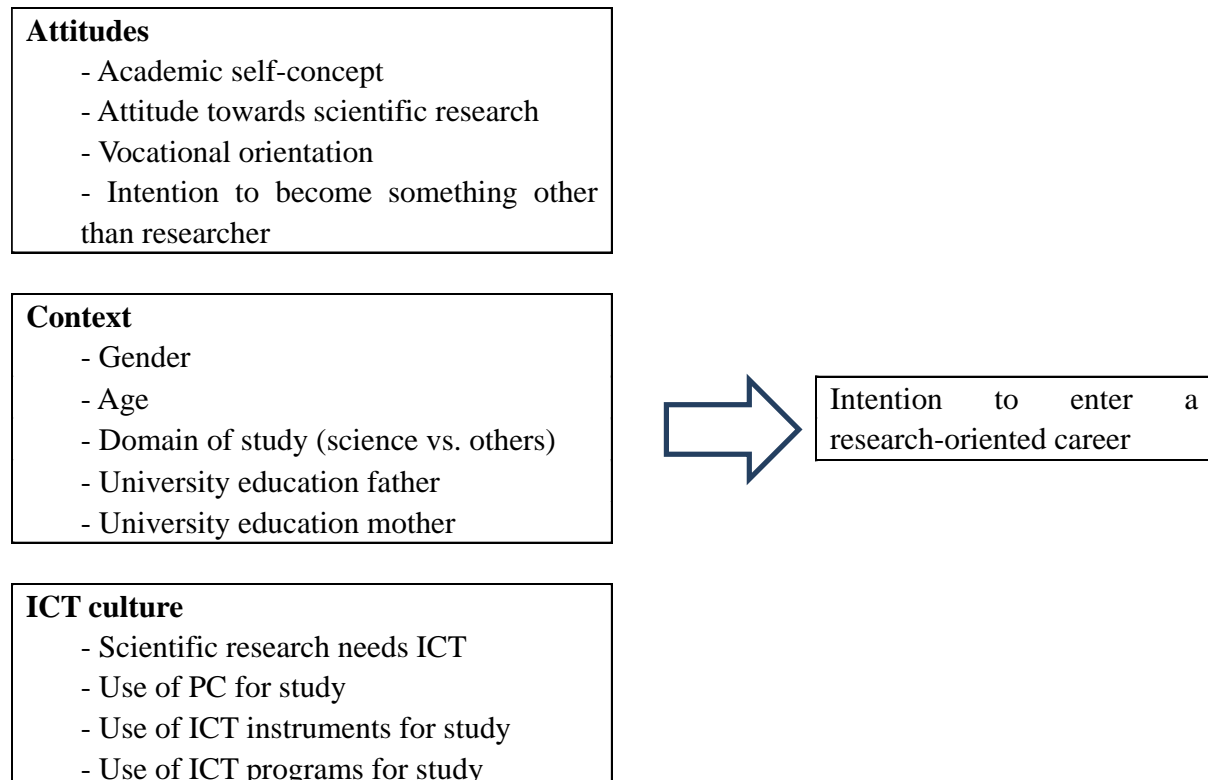 Attitudes
- Academic self-concept
- Attitude towards scientific research
- Vocational orientation
- Intention to become something other
than researcher
Context
- Gender
- Age
- Domain of study (science vs. others)
- University education father
- University education mother
Intention to enter a
research-oriented career
ICT culture
- Scientific research needs ICT
- Use of PC for study
- Use of ICT instruments for study
- Use of ICT programs for study